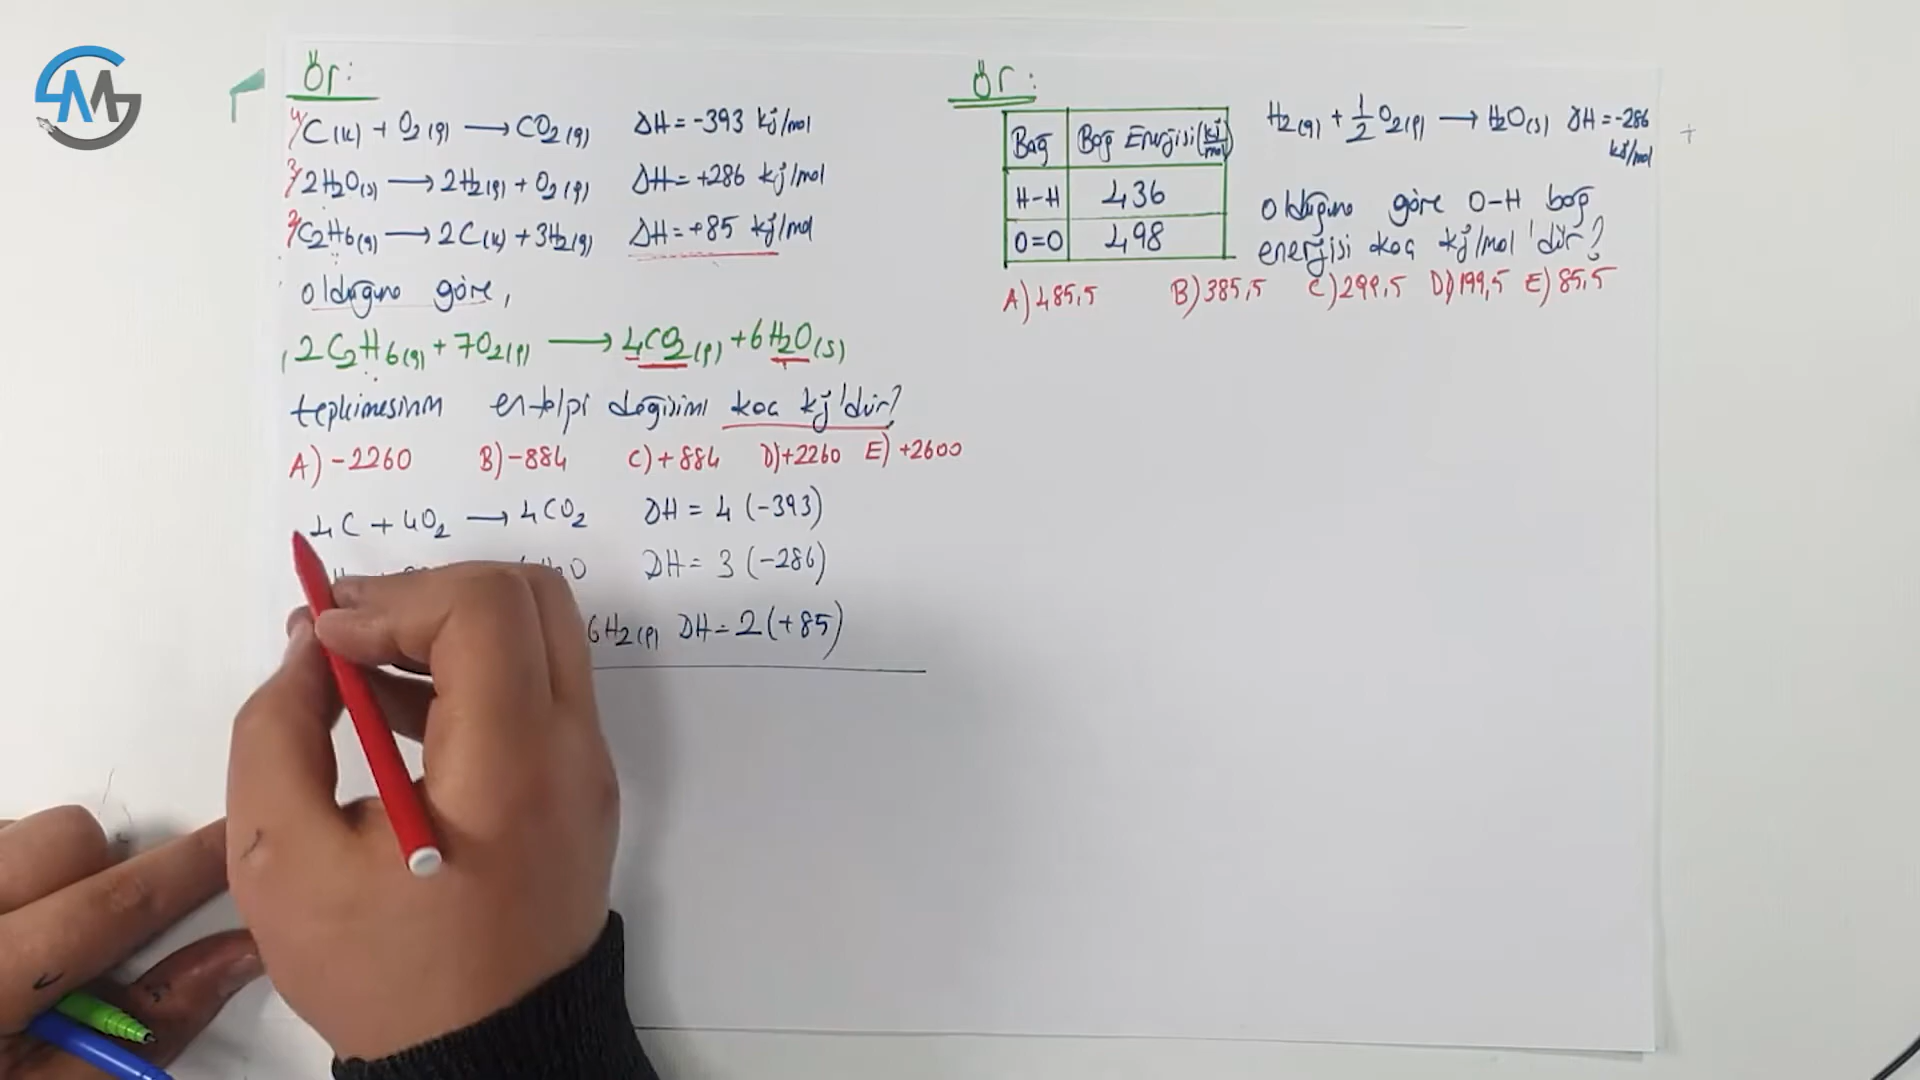 Ör:
4/ C(k) + O2(g) → CO2(g) ΔH = -393 kj/mol
3/ 2H2O(s) → 2H2(g) + O2(g) ΔH = +286 kj/mol
2/ C2H6(g) → 2C(k) + 3H2(g) ΔH = +85 kj/mol
olduğuna göre,
2C2H6(g) + 7O2(g) → 4CO2(g) + 6H2O(s)
tepkimesinin entalpi değişimi kaç kj'dür?
A) -2260 B) -884 C) +884 D) +2260 E) +2600
4C + 4O2 → 4CO2 ΔH = 4 (-393)
ΔH = 3 (-286)
6H2(g) ΔH = 2 (+85)
Ör:
Bağ Bağ Enerjisi (kj/mol)
H-H 436
O=O 498
H2(g) + 1/2 O2(g) → H2O(s) ΔH = -286
kj/mol
olduğuna göre O-H bağ
enerjisi kaç kj/mol'dür?
A) 485,5 B) 385,5 C) 299,5 D) 199,5 E) 85,5